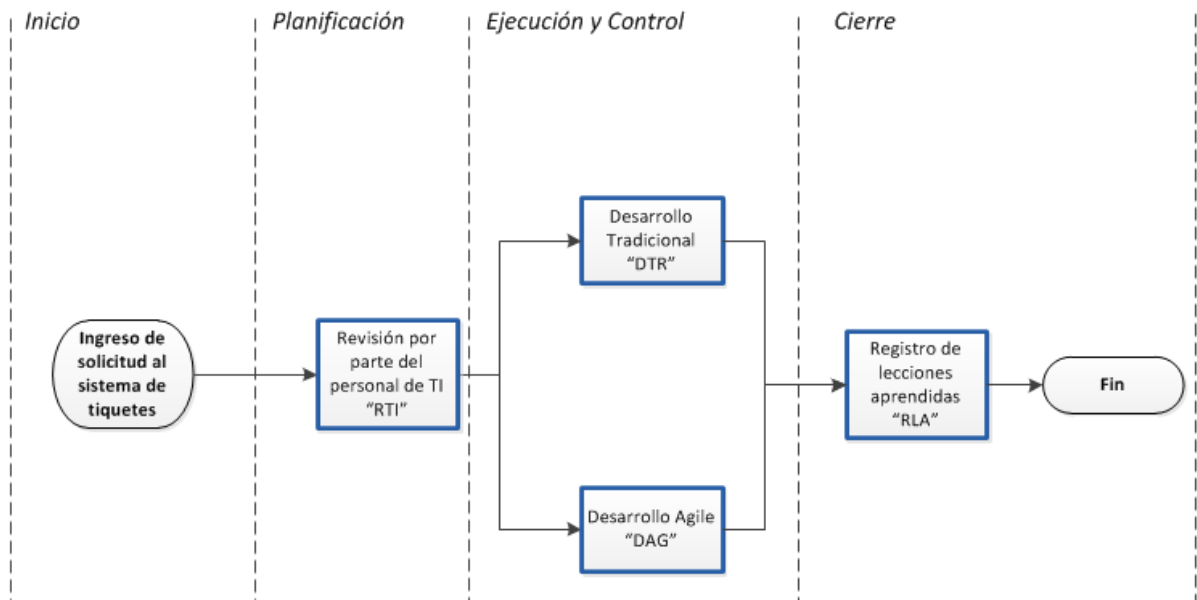 Inicio
Planificación
Ejecución y Control
Cierre
Ingreso de
solicitud al
sistema de
tiquetes
Revisión por
parte del
personal de TI
“RTI”
Desarrollo
Tradicional
“DTR”
Desarrollo Agile
“DAG”
Registro de
lecciones
aprendidas
“RLA”
Fin